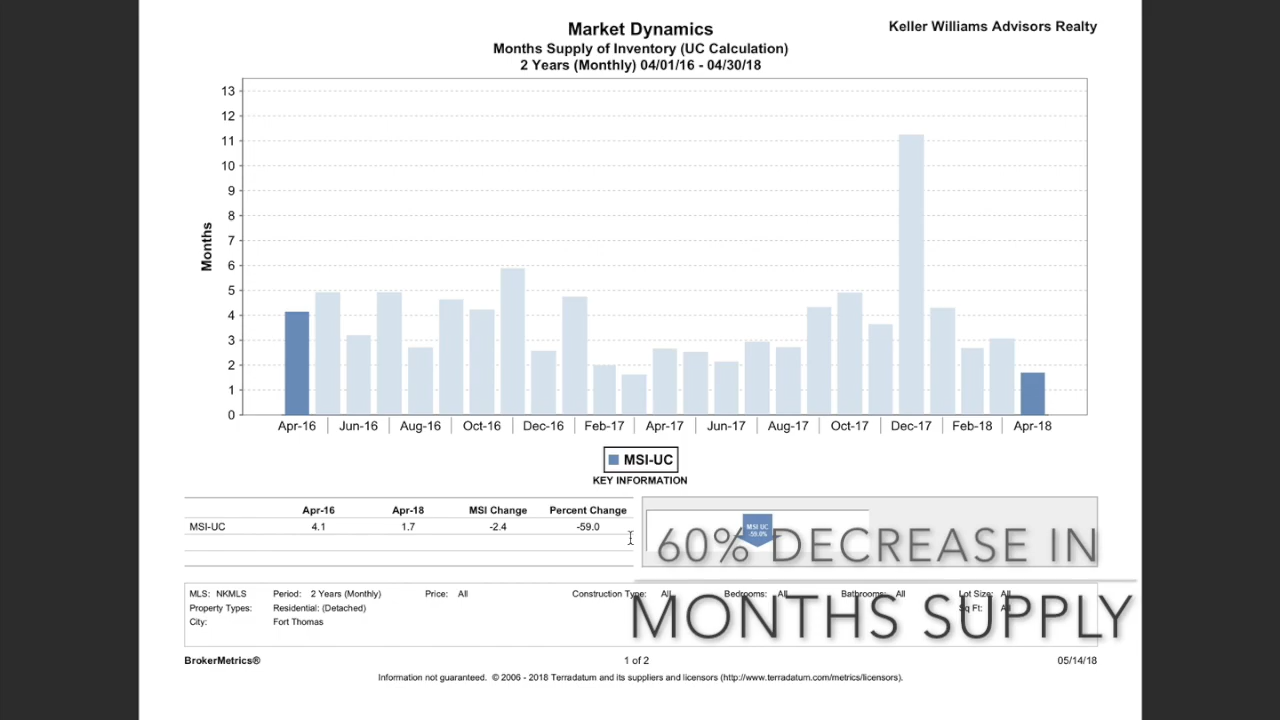 Market Dynamics
Keller Williams Advisors Realty
Months Supply of Inventory (UC Calculation)
2 Years (Monthly) 04/01/16 - 04/30/18
Months
13
12
11
10
9
8
7
6
5
4
3
2
1
0
Apr-16 Jun-16 Aug-16 Oct-16 Dec-16 Feb-17 Apr-17 Jun-17 Aug-17 Oct-17 Dec-17 Feb-18 Apr-18
MSI-UC
KEY INFORMATION
Apr-16 Apr-18 MSI Change Percent Change
MSI-UC 4.1 1.7 -2.4 -59.0
MSI UC
-59.0%
60% DECREASE IN
MONTHS SUPPLY
MLS: NKMLS Period: 2 Years (Monthly) Price: All Construction Type: All Bedrooms: All Bathrooms: All Lot Size: All
Property Types: Residential: (Detached) Sq Ft: All
City: Fort Thomas
BrokerMetrics® 1 of 2 05/14/18
Information not guaranteed. © 2006 - 2018 Terradatum and its suppliers and licensors (http://www.terradatum.com/metrics/licensors).